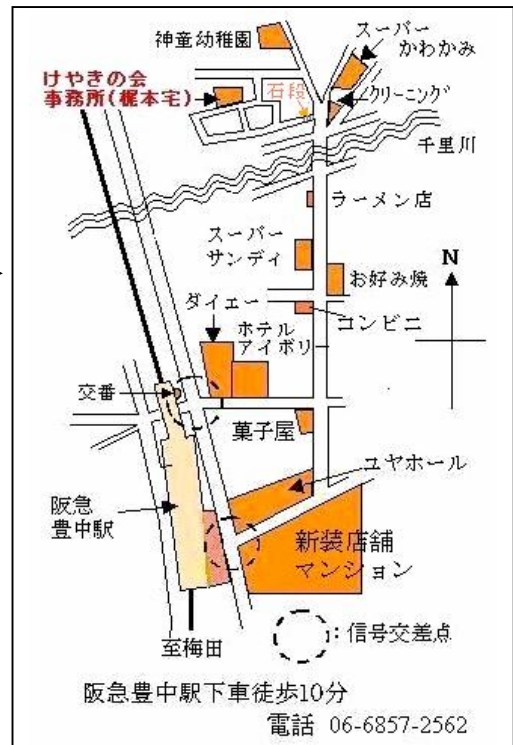 神童幼稚園
スーパー
かわかみ
けやきの会
事務所(梶本宅)
石段
クリーニング
千里川
ラーメン店
スーパー
サンディ
お好み焼
N
ダイエー
ホテル
アイボリー
コンビニ
交番
菓子屋
ユヤホール
阪急
豊中駅
新装店舗
マンション
至梅田
:信号交差点
阪急豊中駅下車徒歩10分
電話 06-6857-2562